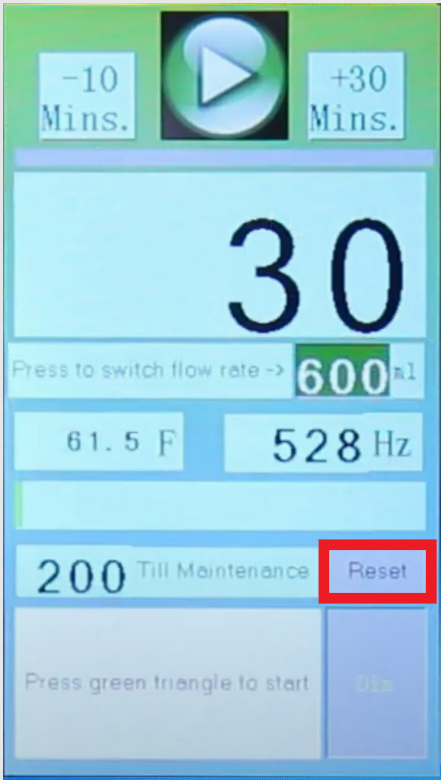 -10 +30
Mins. Mins.
30
Press to switch flow rate -> 600 ml
61.5 F 528 Hz
200 Till Maintenance Reset
Press green triangle to start Dim